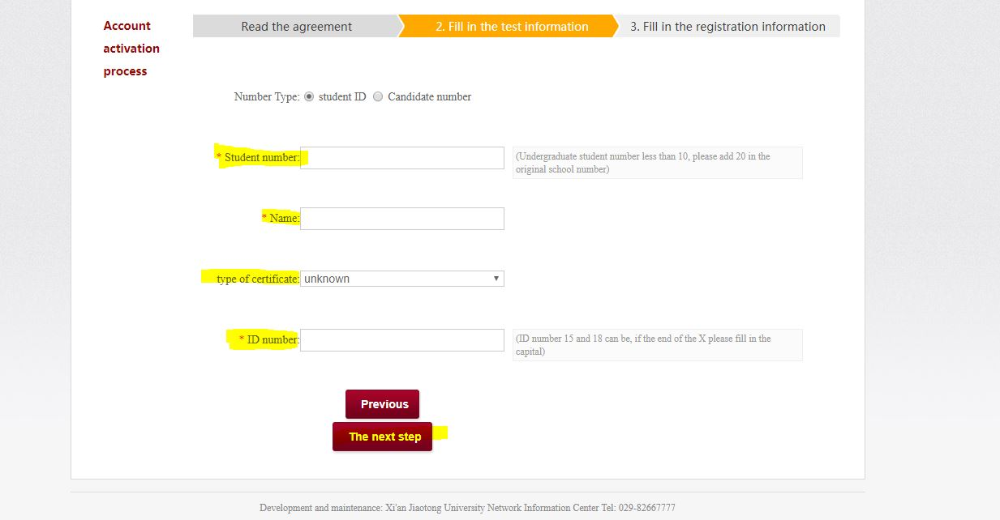 Account
activation
process
Read the agreement
2. Fill in the test information
3. Fill in the registration information
Number Type: student ID Candidate number
* Student number:
(Undergraduate student number less than 10, please add 20 in the
original school number)
* Name:
type of certificate: unknown
* ID number:
(ID number 15 and 18 can be, if the end of the X please fill in the
capital)
Previous
The next step
Development and maintenance: Xi'an Jiaotong University Network Information Center Tel: 029-82667777